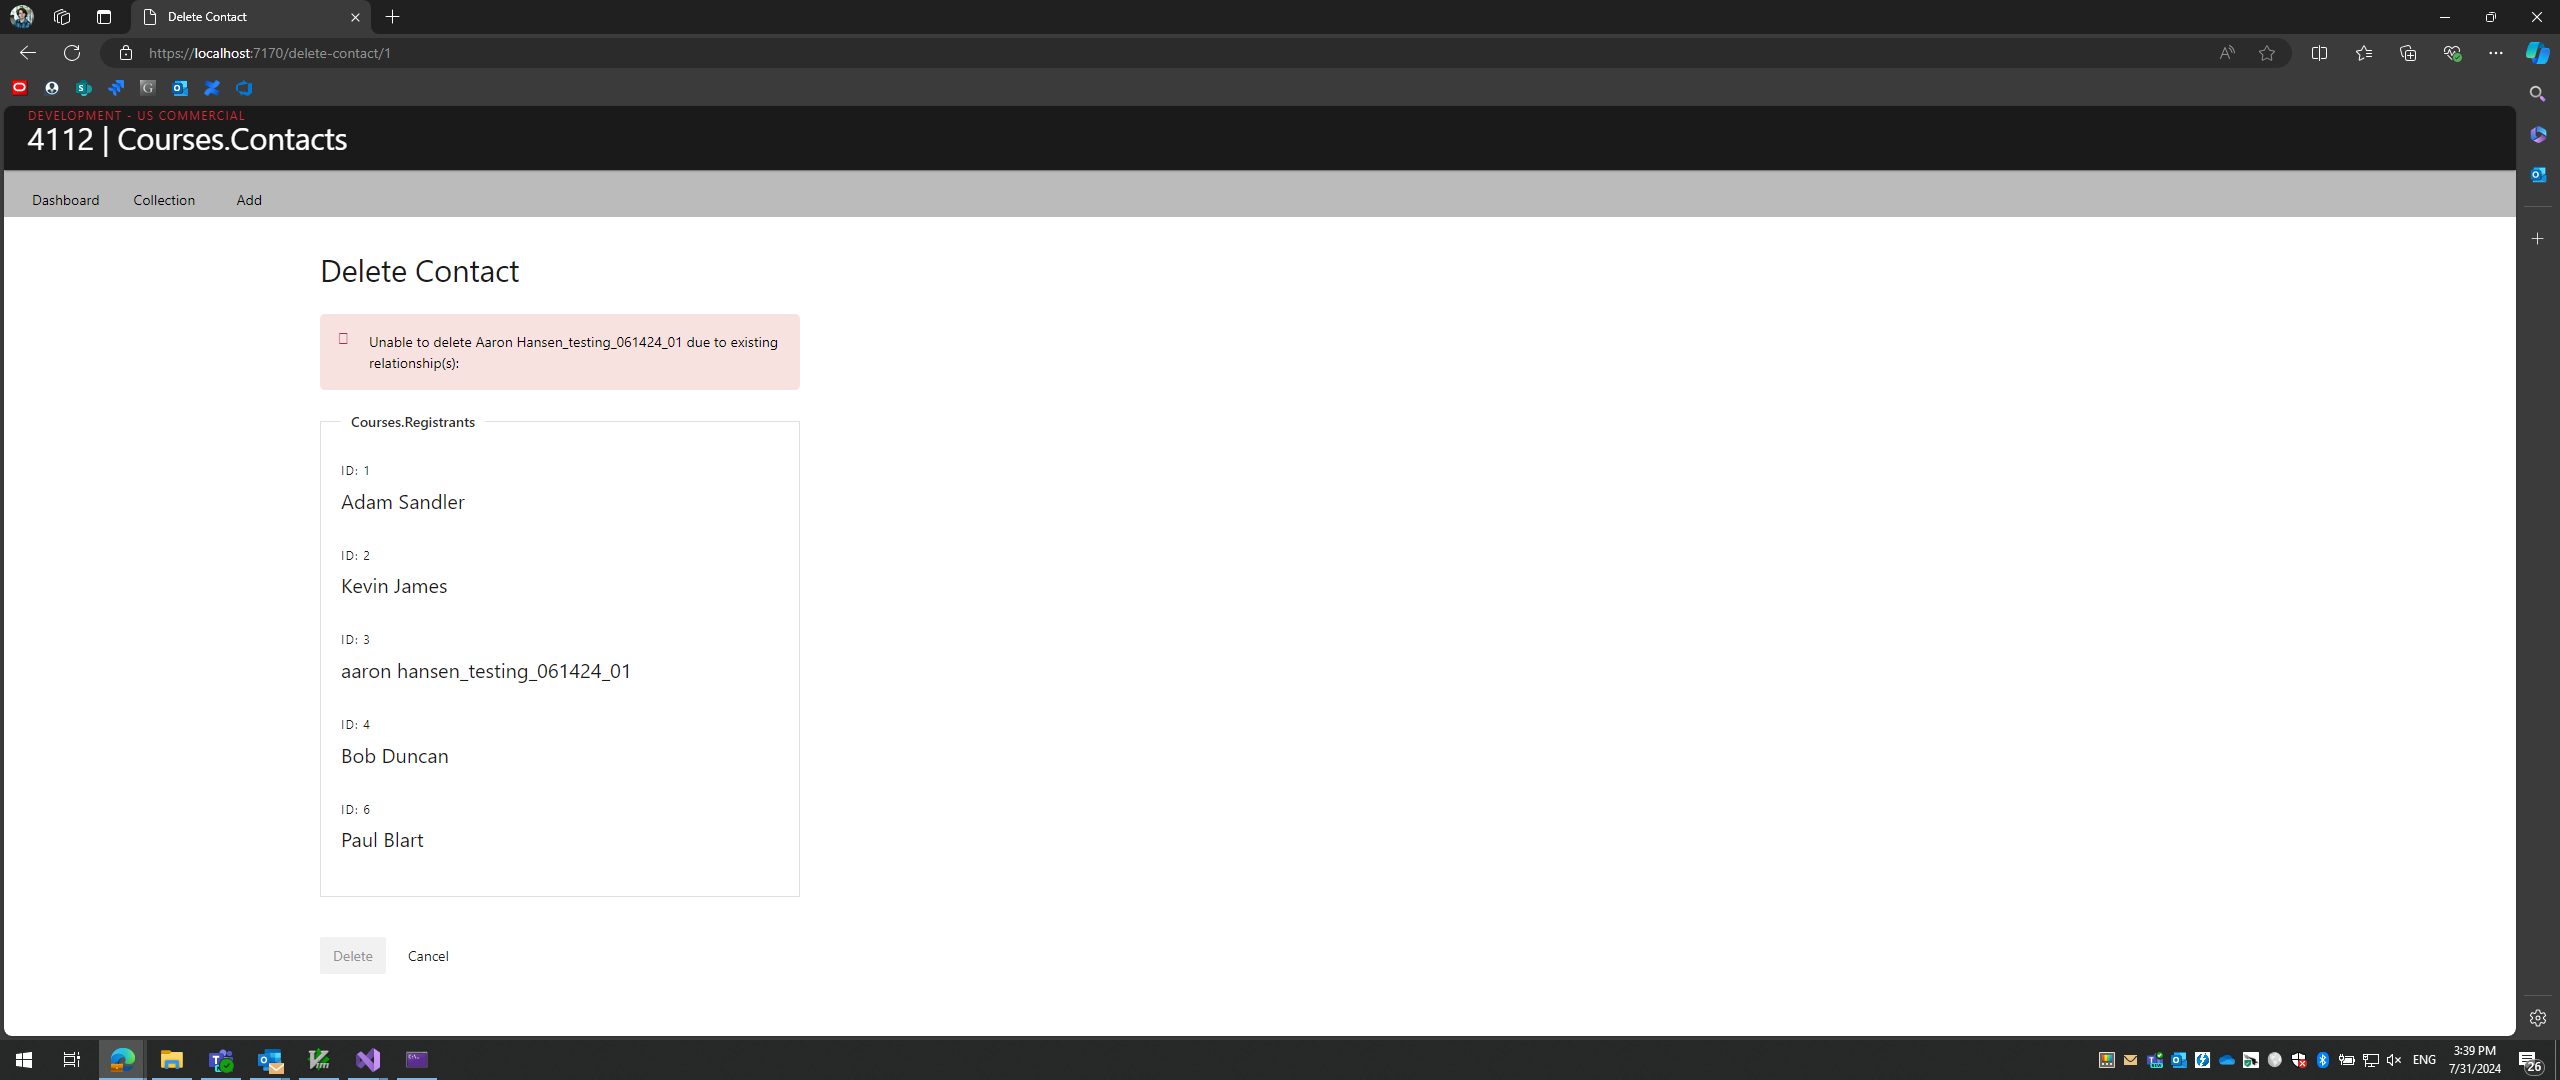 Delete Contact
https://localhost:7170/delete-contact/1
DEVELOPMENT - US COMMERCIAL
4112 | Courses.Contacts
Dashboard Collection Add
Delete Contact
Unable to delete Aaron Hansen_testing_061424_01 due to existing
relationship(s):
Courses.Registrants
ID: 1
Adam Sandler
ID: 2
Kevin James
ID: 3
aaron hansen_testing_061424_01
ID: 4
Bob Duncan
ID: 6
Paul Blart
Delete Cancel
ENG
3:39 PM
7/31/2024
26